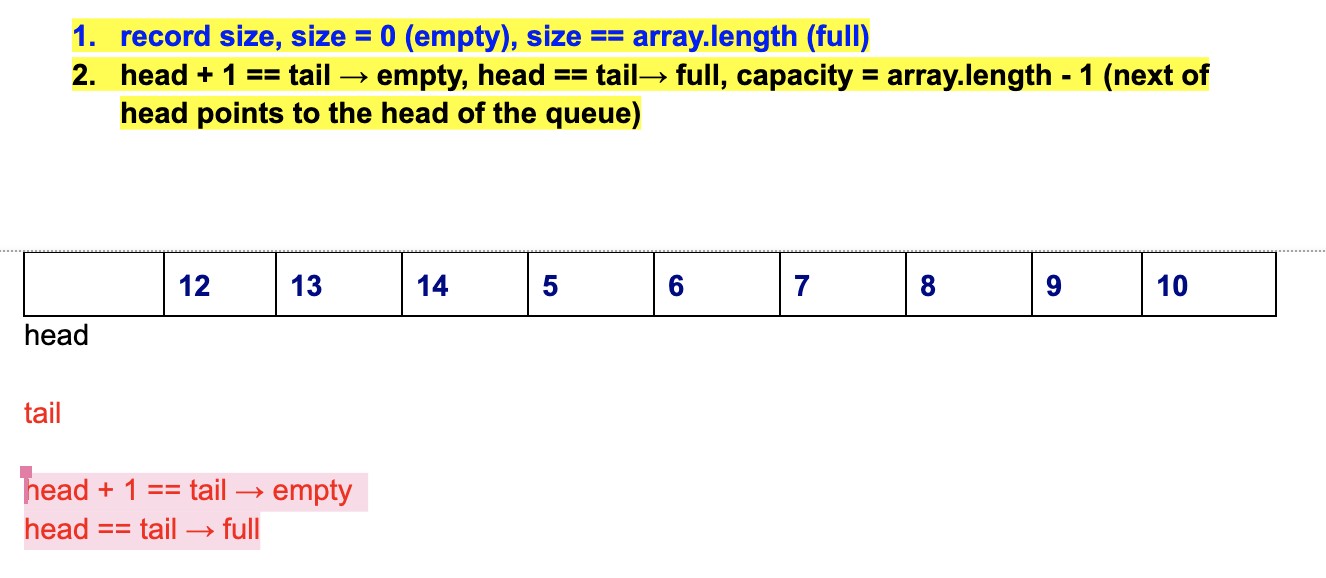 1. record size, size = 0 (empty), size == array.length (full)
2. head + 1 == tail → empty, head == tail→ full, capacity = array.length - 1 (next of
head points to the head of the queue)
12 13 14 5 6 7 8 9 10
head
tail
head + 1 == tail → empty
head == tail → full